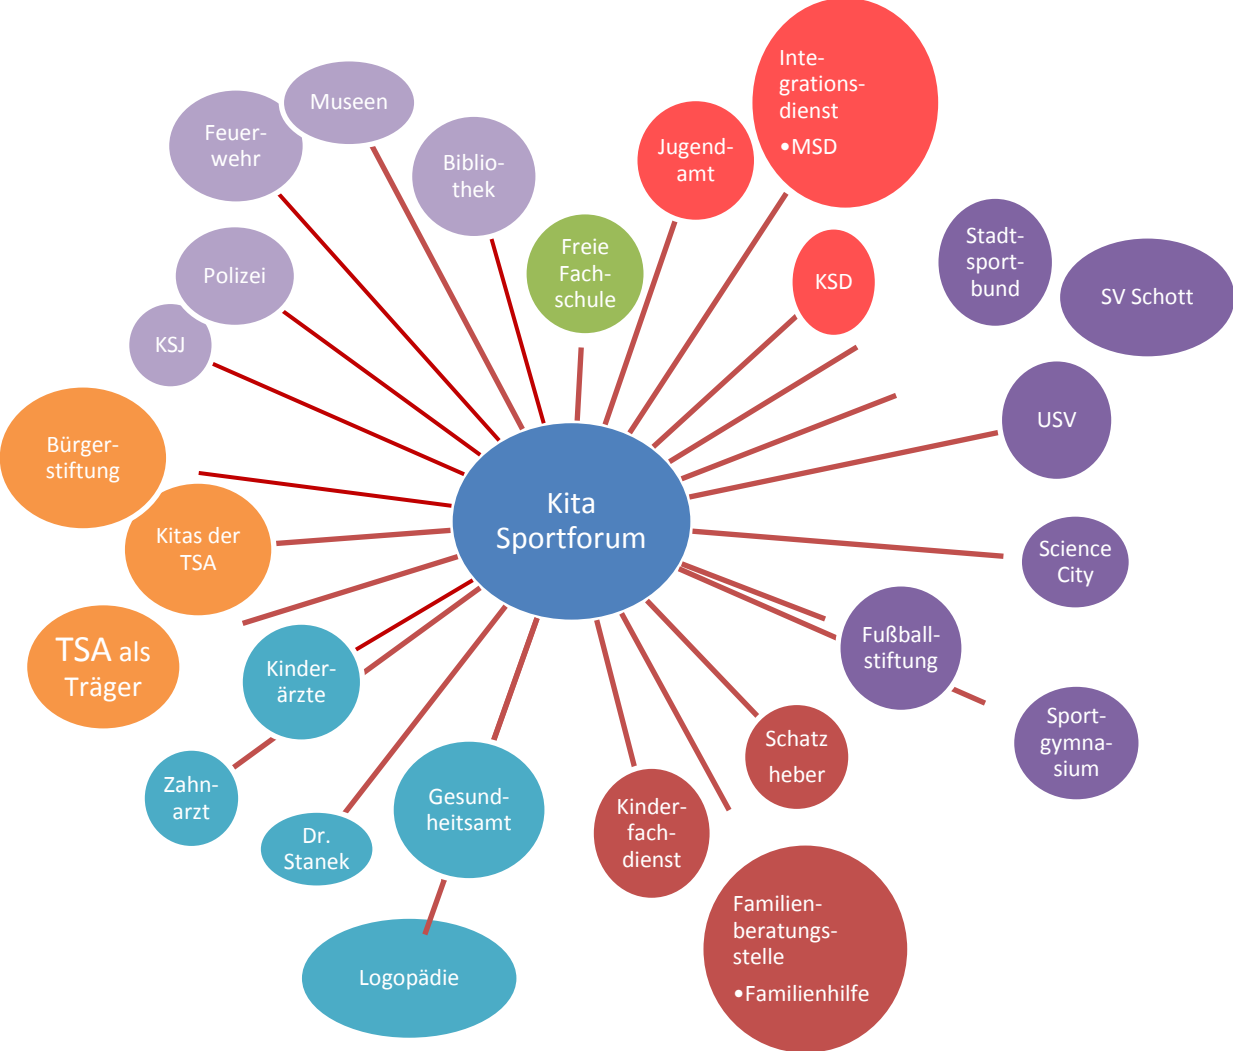 Museen
Feuer-
wehr
Biblio-
thek
Polizei
KSJ
Freie
Fach-
schule
Jugend-
amt
Inte-
grations-
dienst
•MSD
KSD
Stadt-
sport-
bund
SV Schott
USV
Bürger-
stiftung
Kitas der
TSA
TSA als
Träger
Kita
Sportforum
Science
City
Fußball-
stiftung
Sport-
gymna-
sium
Kinder-
ärzte
Zahn-
arzt
Dr.
Stanek
Gesund-
heitsamt
Logopädie
Kinder-
fach-
dienst
Schatz
heber
Familien-
beratungs-
stelle
•Familienhilfe